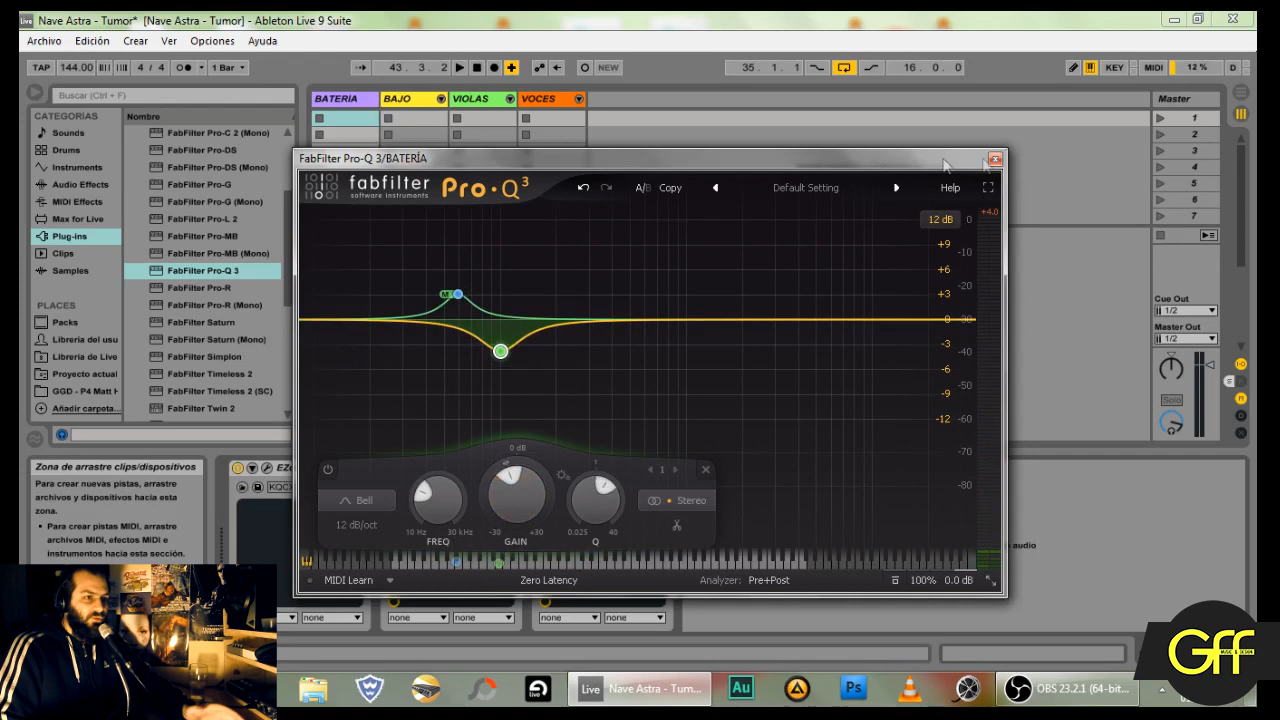 Live Nave Astra - Tumor* [Nave Astra - Tumor] - Ableton Live 9 Suite
Archivo Edición Crear Ver Opciones Ayuda
TAP 144.00 4 / 4 1 Bar 43. 3. 2 NEW 35. 1. 1 16. 0. 0 KEY MIDI 12 % D
Buscar (Ctrl + F)
CATEGORÍAS
Sounds
Drums
Instruments
Audio Effects
MIDI Effects
Max for Live
Plug-ins
Clips
Samples
PLACES
Packs
Librería del usu
Librería de Live
Proyecto actual
GGD - P4 Matt H
Añadir carpeta...
Nombre
FabFilter Pro-C 2 (Mono)
FabFilter Pro-DS
FabFilter Pro-DS (Mono)
FabFilter Pro-G
FabFilter Pro-G (Mono)
FabFilter Pro-L 2
FabFilter Pro-MB
FabFilter Pro-MB (Mono)
FabFilter Pro-Q 3
FabFilter Pro-R
FabFilter Pro-R (Mono)
FabFilter Saturn
FabFilter Saturn (Mono)
FabFilter Simplon
FabFilter Timeless 2
FabFilter Timeless 2 (SC)
FabFilter Twin 2
BATERÍA BAJO VIOLAS VOCES
Master
1
2
3
4
5
6
7
Cue Out
1/2
Master Out
1/2
Solo
FabFilter Pro-Q 3/BATERÍA
fabfilter
software instruments
Pro·Q³
A/B Copy Default Setting Help
12 dB 0 +4.0
+9 -10
+6 -20
+3
0 -30
-3 -40
-6 -50
-9
-12 -60
-70
-80
M
0 dB
1
Bell
12 dB/oct
10 Hz 30 kHz
FREQ
-30 +30
GAIN
0.025 40
Q
Stereo
MIDI Learn Zero Latency Analyzer: Pre+Post 100% 0.0 dB
Zona de arrastre clips/dispositivos
Para crear nuevas pistas, arrastre
archivos y dispositivos hacia esta
zona.
• Para crear pistas MIDI, arrastre
archivos MIDI, efectos MIDI e
instrumentos hacia esta sección.
none none none none none
Live Nave Astra - Tum...
Au
Ps
OBS 23.2.1 (64-bit...
Gff